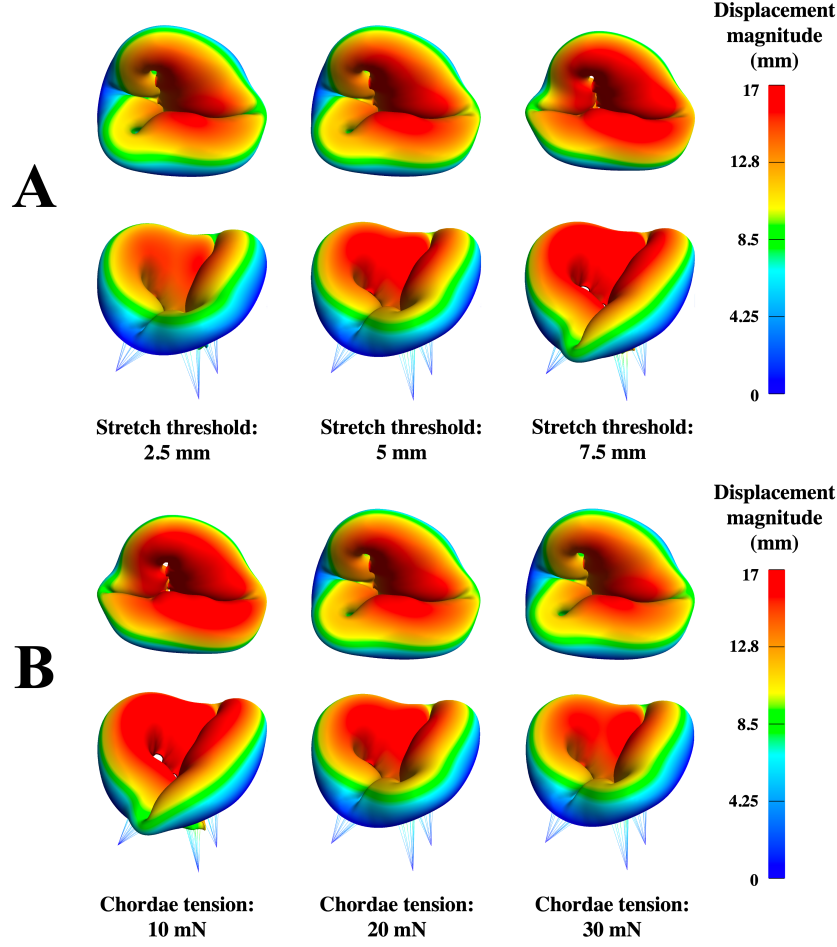 Displacement
magnitude
(mm)
17
12.8
8.5
4.25
0
A
Stretch threshold:
2.5 mm
Stretch threshold:
5 mm
Stretch threshold:
7.5 mm
Displacement
magnitude
(mm)
17
12.8
8.5
4.25
0
B
Chordae tension:
10 mN
Chordae tension:
20 mN
Chordae tension:
30 mN